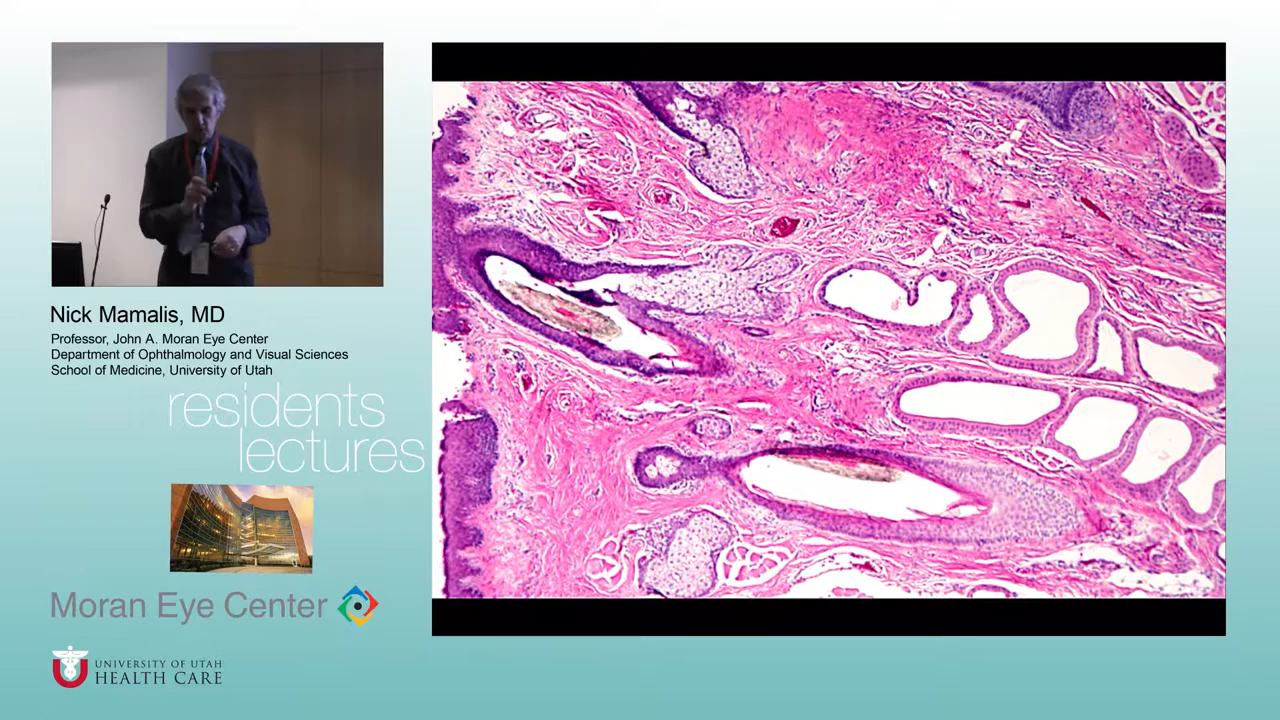 Nick Mamalis, MD
Professor, John A. Moran Eye Center
Department of Ophthalmology and Visual Sciences
School of Medicine, University of Utah
residents
lectures
Moran Eye Center
U
UNIVERSITY OF UTAH
HEALTH CARE